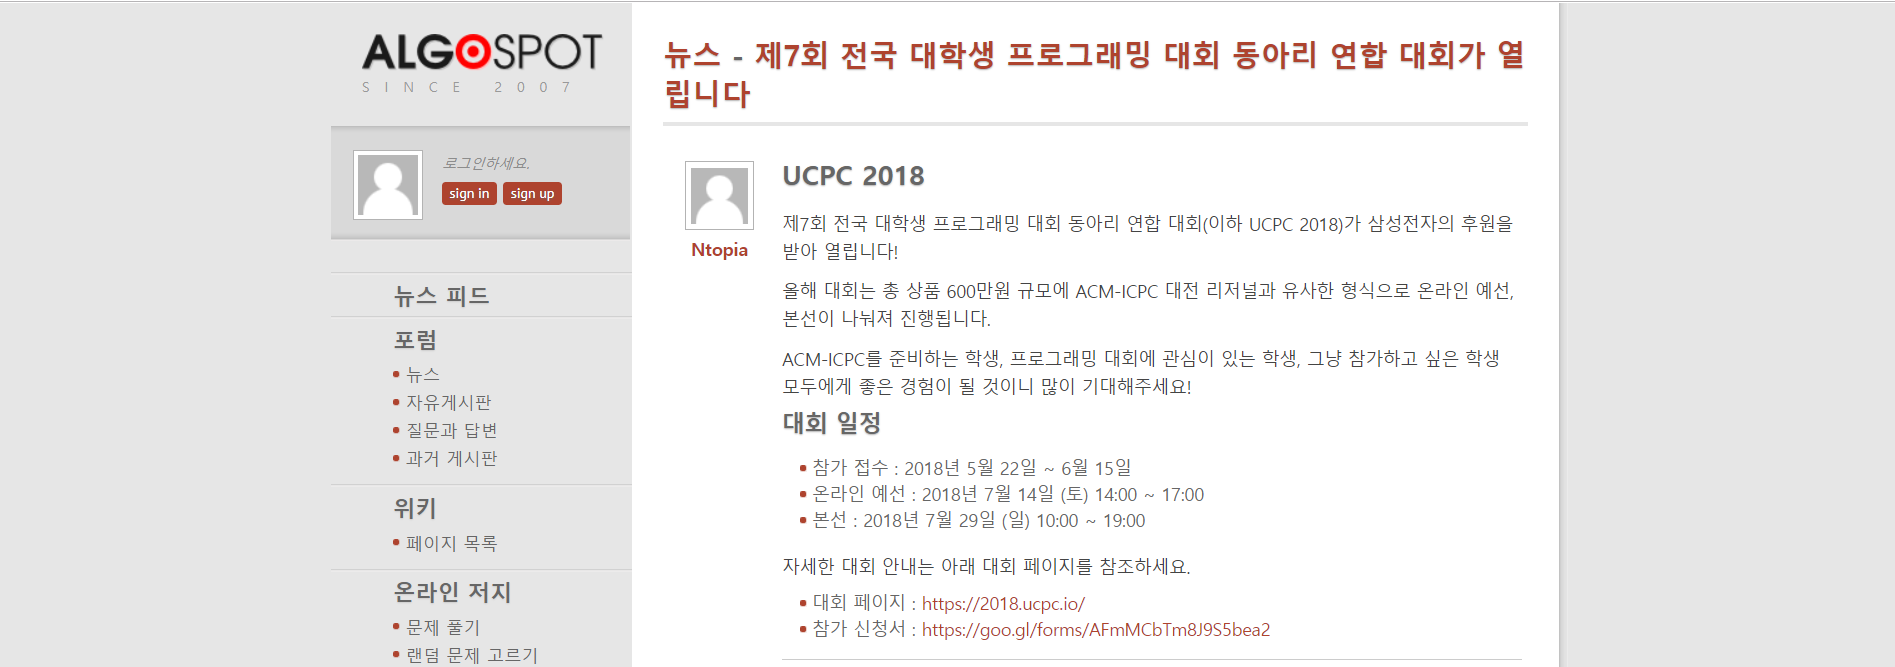 ALGOSPOT
SINCE 2007
로그인하세요.
sign in sign up
뉴스 피드
포럼
뉴스
자유게시판
질문과 답변
과거 게시판
위키
페이지 목록
온라인 저지
문제 풀기
랜덤 문제 고르기
뉴스 - 제7회 전국 대학생 프로그래밍 대회 동아리 연합 대회가 열
립니다
Ntopia
UCPC 2018
제7회 전국 대학생 프로그래밍 대회 동아리 연합 대회(이하 UCPC 2018)가 삼성전자의 후원을
받아 열립니다!
올해 대회는 총 상품 600만원 규모에 ACM-ICPC 대전 리저널과 유사한 형식으로 온라인 예선,
본선이 나눠져 진행됩니다.
ACM-ICPC를 준비하는 학생, 프로그래밍 대회에 관심이 있는 학생, 그냥 참가하고 싶은 학생
모두에게 좋은 경험이 될 것이니 많이 기대해주세요!
대회 일정
참가 접수 : 2018년 5월 22일 ~ 6월 15일
온라인 예선 : 2018년 7월 14일 (토) 14:00 ~ 17:00
본선 : 2018년 7월 29일 (일) 10:00 ~ 19:00
자세한 대회 안내는 아래 대회 페이지를 참조하세요.
대회 페이지 : https://2018.ucpc.io/
참가 신청서 : https://goo.gl/forms/AFmMCbTm8J9S5bea2